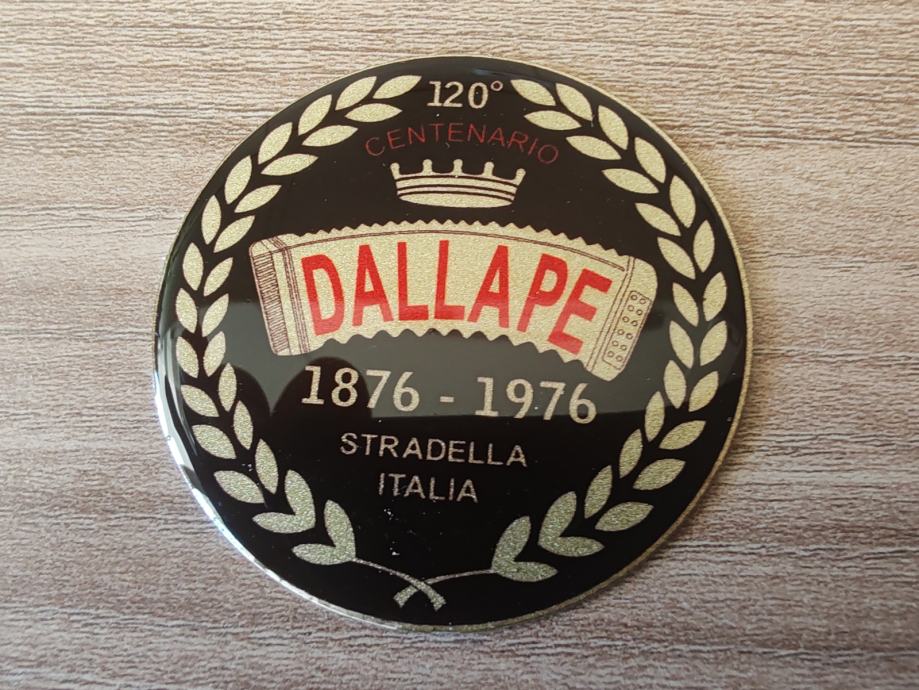 120°
CENTENARIO
DALLAPE
1876 - 1976
STRADELLA
ITALIA